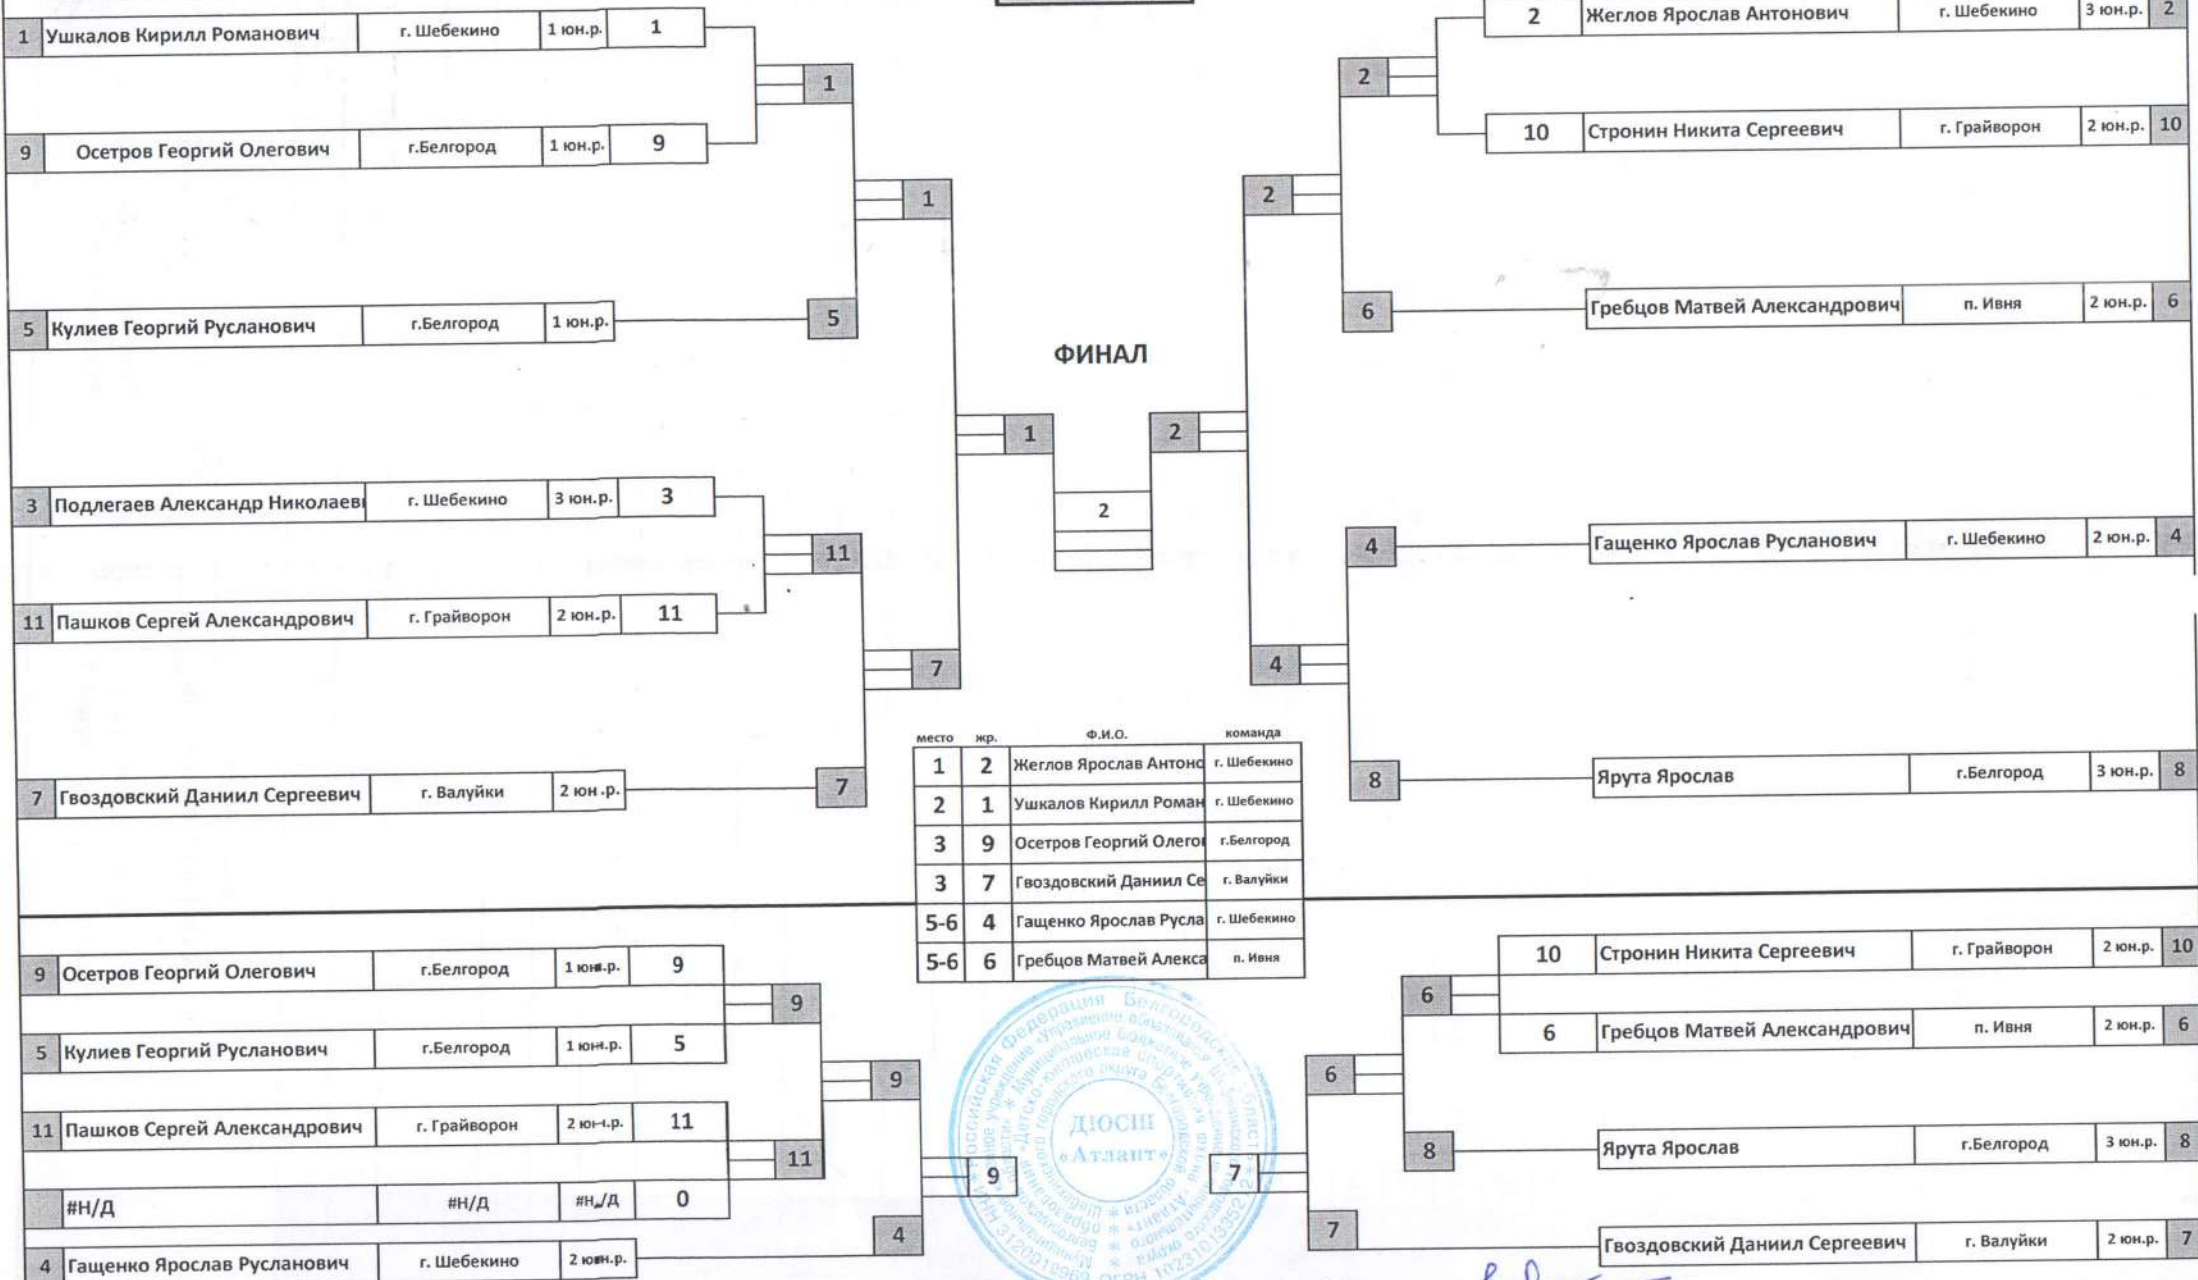 1 Ушкалов Кирилл Романович г. Шебекино 1 юн.р. 1
1
9 Осетров Георгий Олегович г.Белгород 1 юн.р. 9
1
5 Кулиев Георгий Русланович г.Белгород 1 юн.р. 5
1
3 Подлегаев Александр Николаев г. Шебекино 3 юн.р. 3
11
11 Пашков Сергей Александрович г. Грайворон 2 юн.р. 11
7
7 Гвоздовский Даниил Сергеевич г. Валуйки 2 юн.р. 7
ФИНАЛ
2
2 Жеглов Ярослав Антонович г. Шебекино 3 юн.р. 2
2
10 Стронин Никита Сергеевич г. Грайворон 2 юн.р. 10
2
6 Гребцов Матвей Александрович п. Ивня 2 юн.р. 6
2
4 Гащенко Ярослав Русланович г. Шебекино 2 юн.р. 4
4
8 Ярута Ярослав г.Белгород 3 юн.р. 8
место жр. Ф.И.О. команда
1 2 Жеглов Ярослав Антонс г. Шебекино
2 1 Ушкалов Кирилл Роман г. Шебекино
3 9 Осетров Георгий Олего г.Белгород
3 7 Гвоздовский Даниил Се г. Валуйки
5-6 4 Гащенко Ярослав Русла г. Шебекино
5-6 6 Гребцов Матвей Алекса п. Ивня
9 Осетров Георгий Олегович г.Белгород 1 юн.р. 9
9
5 Кулиев Георгий Русланович г.Белгород 1 юн.р. 5
9
11 Пашков Сергей Александрович г. Грайворон 2 юн.р. 11
11
#Н/Д #Н/Д #Н/Д 0
9
4 Гащенко Ярослав Русланович г. Шебекино 2 юн.р. 4
10 Стронин Никита Сергеевич г. Грайворон 2 юн.р. 10
6
6 Гребцов Матвей Александрович п. Ивня 2 юн.р. 6
6
8 Ярута Ярослав г.Белгород 3 юн.р. 8
7
7 Гвоздовский Даниил Сергеевич г. Валуйки 2 юн.р. 7
Российская Федерация Белгородская область
ДЮСШ
«Атлант»